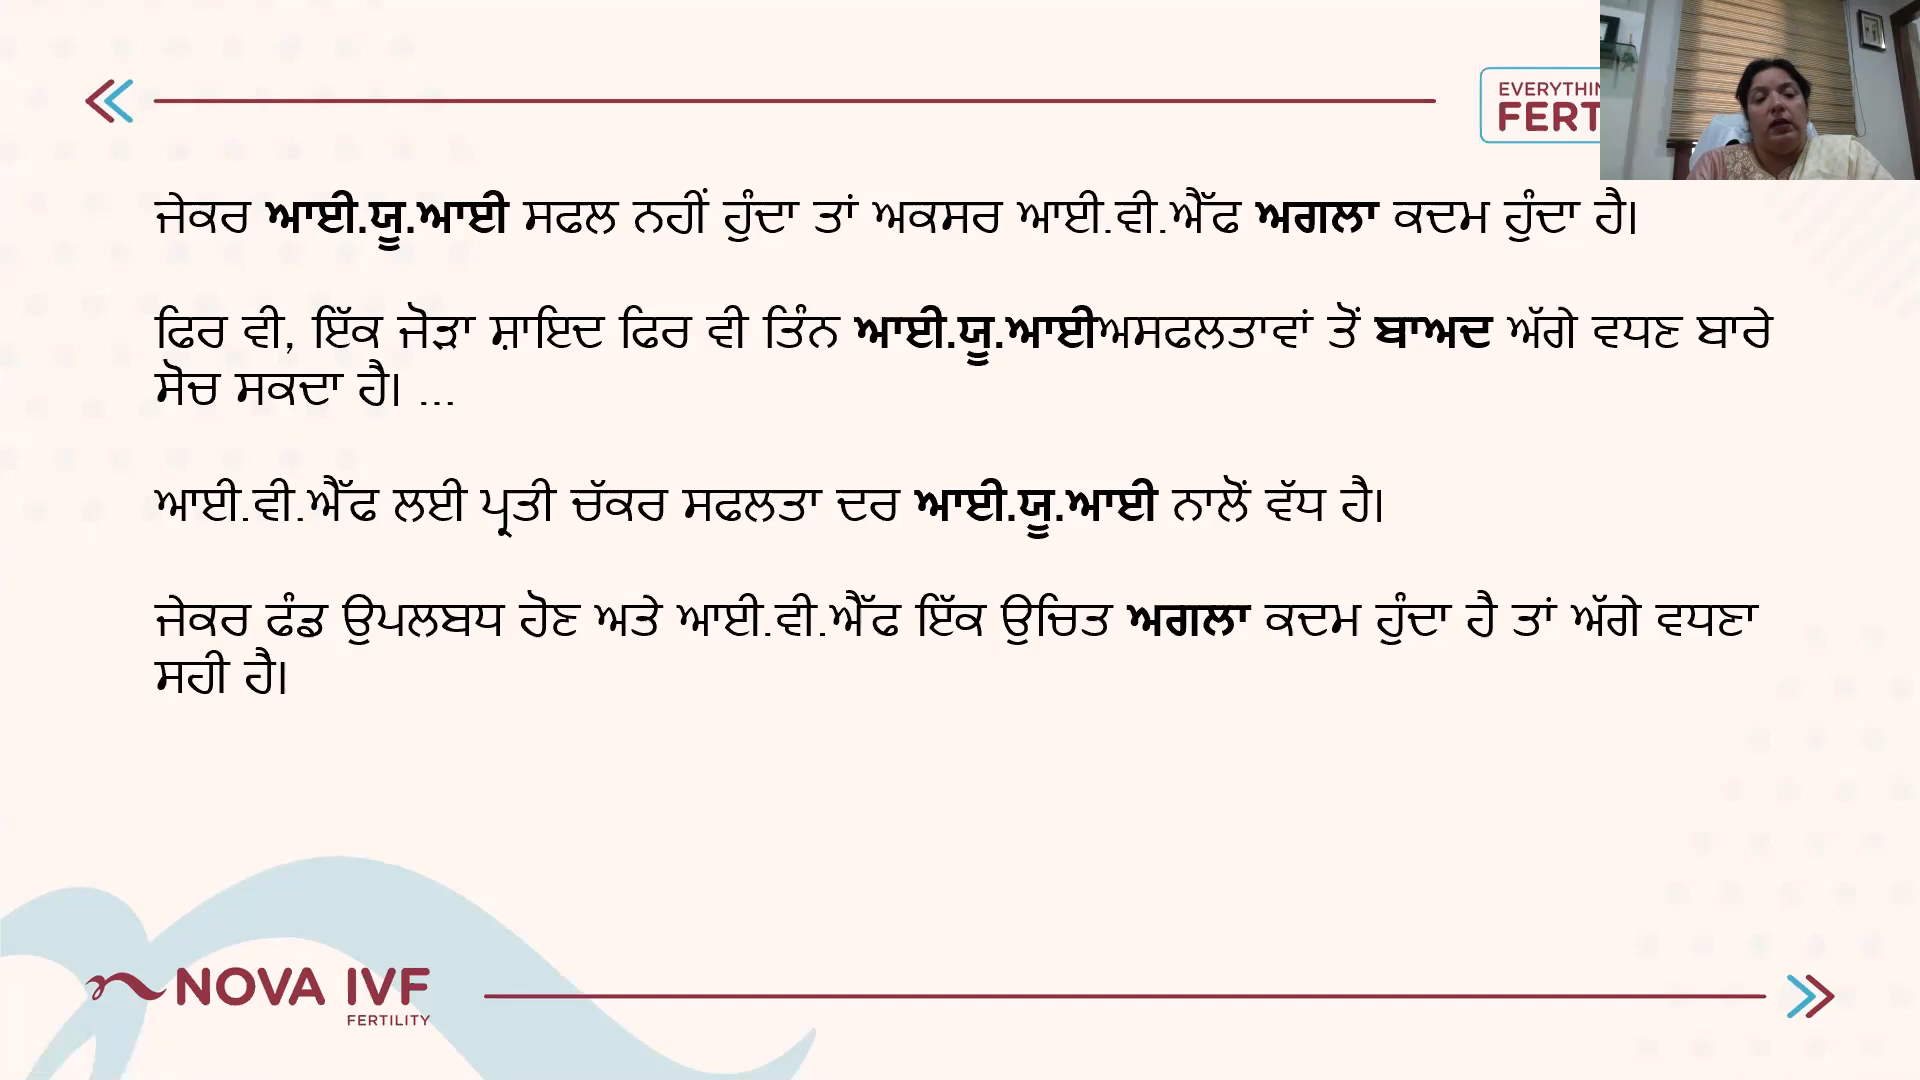 EVERYTHIN
FERT
ਜੇਕਰ ਆਈ.ਯੂ.ਆਈ ਸਫਲ ਨਹੀਂ ਹੁੰਦਾ ਤਾਂ ਅਕਸਰ ਆਈ.ਵੀ.ਐੱਫ ਅਗਲਾ ਕਦਮ ਹੁੰਦਾ ਹੈ।
ਫਿਰ ਵੀ, ਇੱਕ ਜੋੜਾ ਸ਼ਾਇਦ ਫਿਰ ਵੀ ਤਿੰਨ ਆਈ.ਯੂ.ਆਈਅਸਫਲਤਾਵਾਂ ਤੋਂ ਬਾਅਦ ਅੱਗੇ ਵਧਣ ਬਾਰੇ
ਸੋਚ ਸਕਦਾ ਹੈ। ...
ਆਈ.ਵੀ.ਐੱਫ ਲਈ ਪ੍ਰਤੀ ਚੱਕਰ ਸਫਲਤਾ ਦਰ ਆਈ.ਯੂ.ਆਈ ਨਾਲੋਂ ਵੱਧ ਹੈ।
ਜੇਕਰ ਫੰਡ ਉਪਲਬਧ ਹੋਣ ਅਤੇ ਆਈ.ਵੀ.ਐੱਫ ਇੱਕ ਉਚਿਤ ਅਗਲਾ ਕਦਮ ਹੁੰਦਾ ਹੈ ਤਾਂ ਅੱਗੇ ਵਧਣਾ
ਸਹੀ ਹੈ।
NOVA IVF
FERTILITY